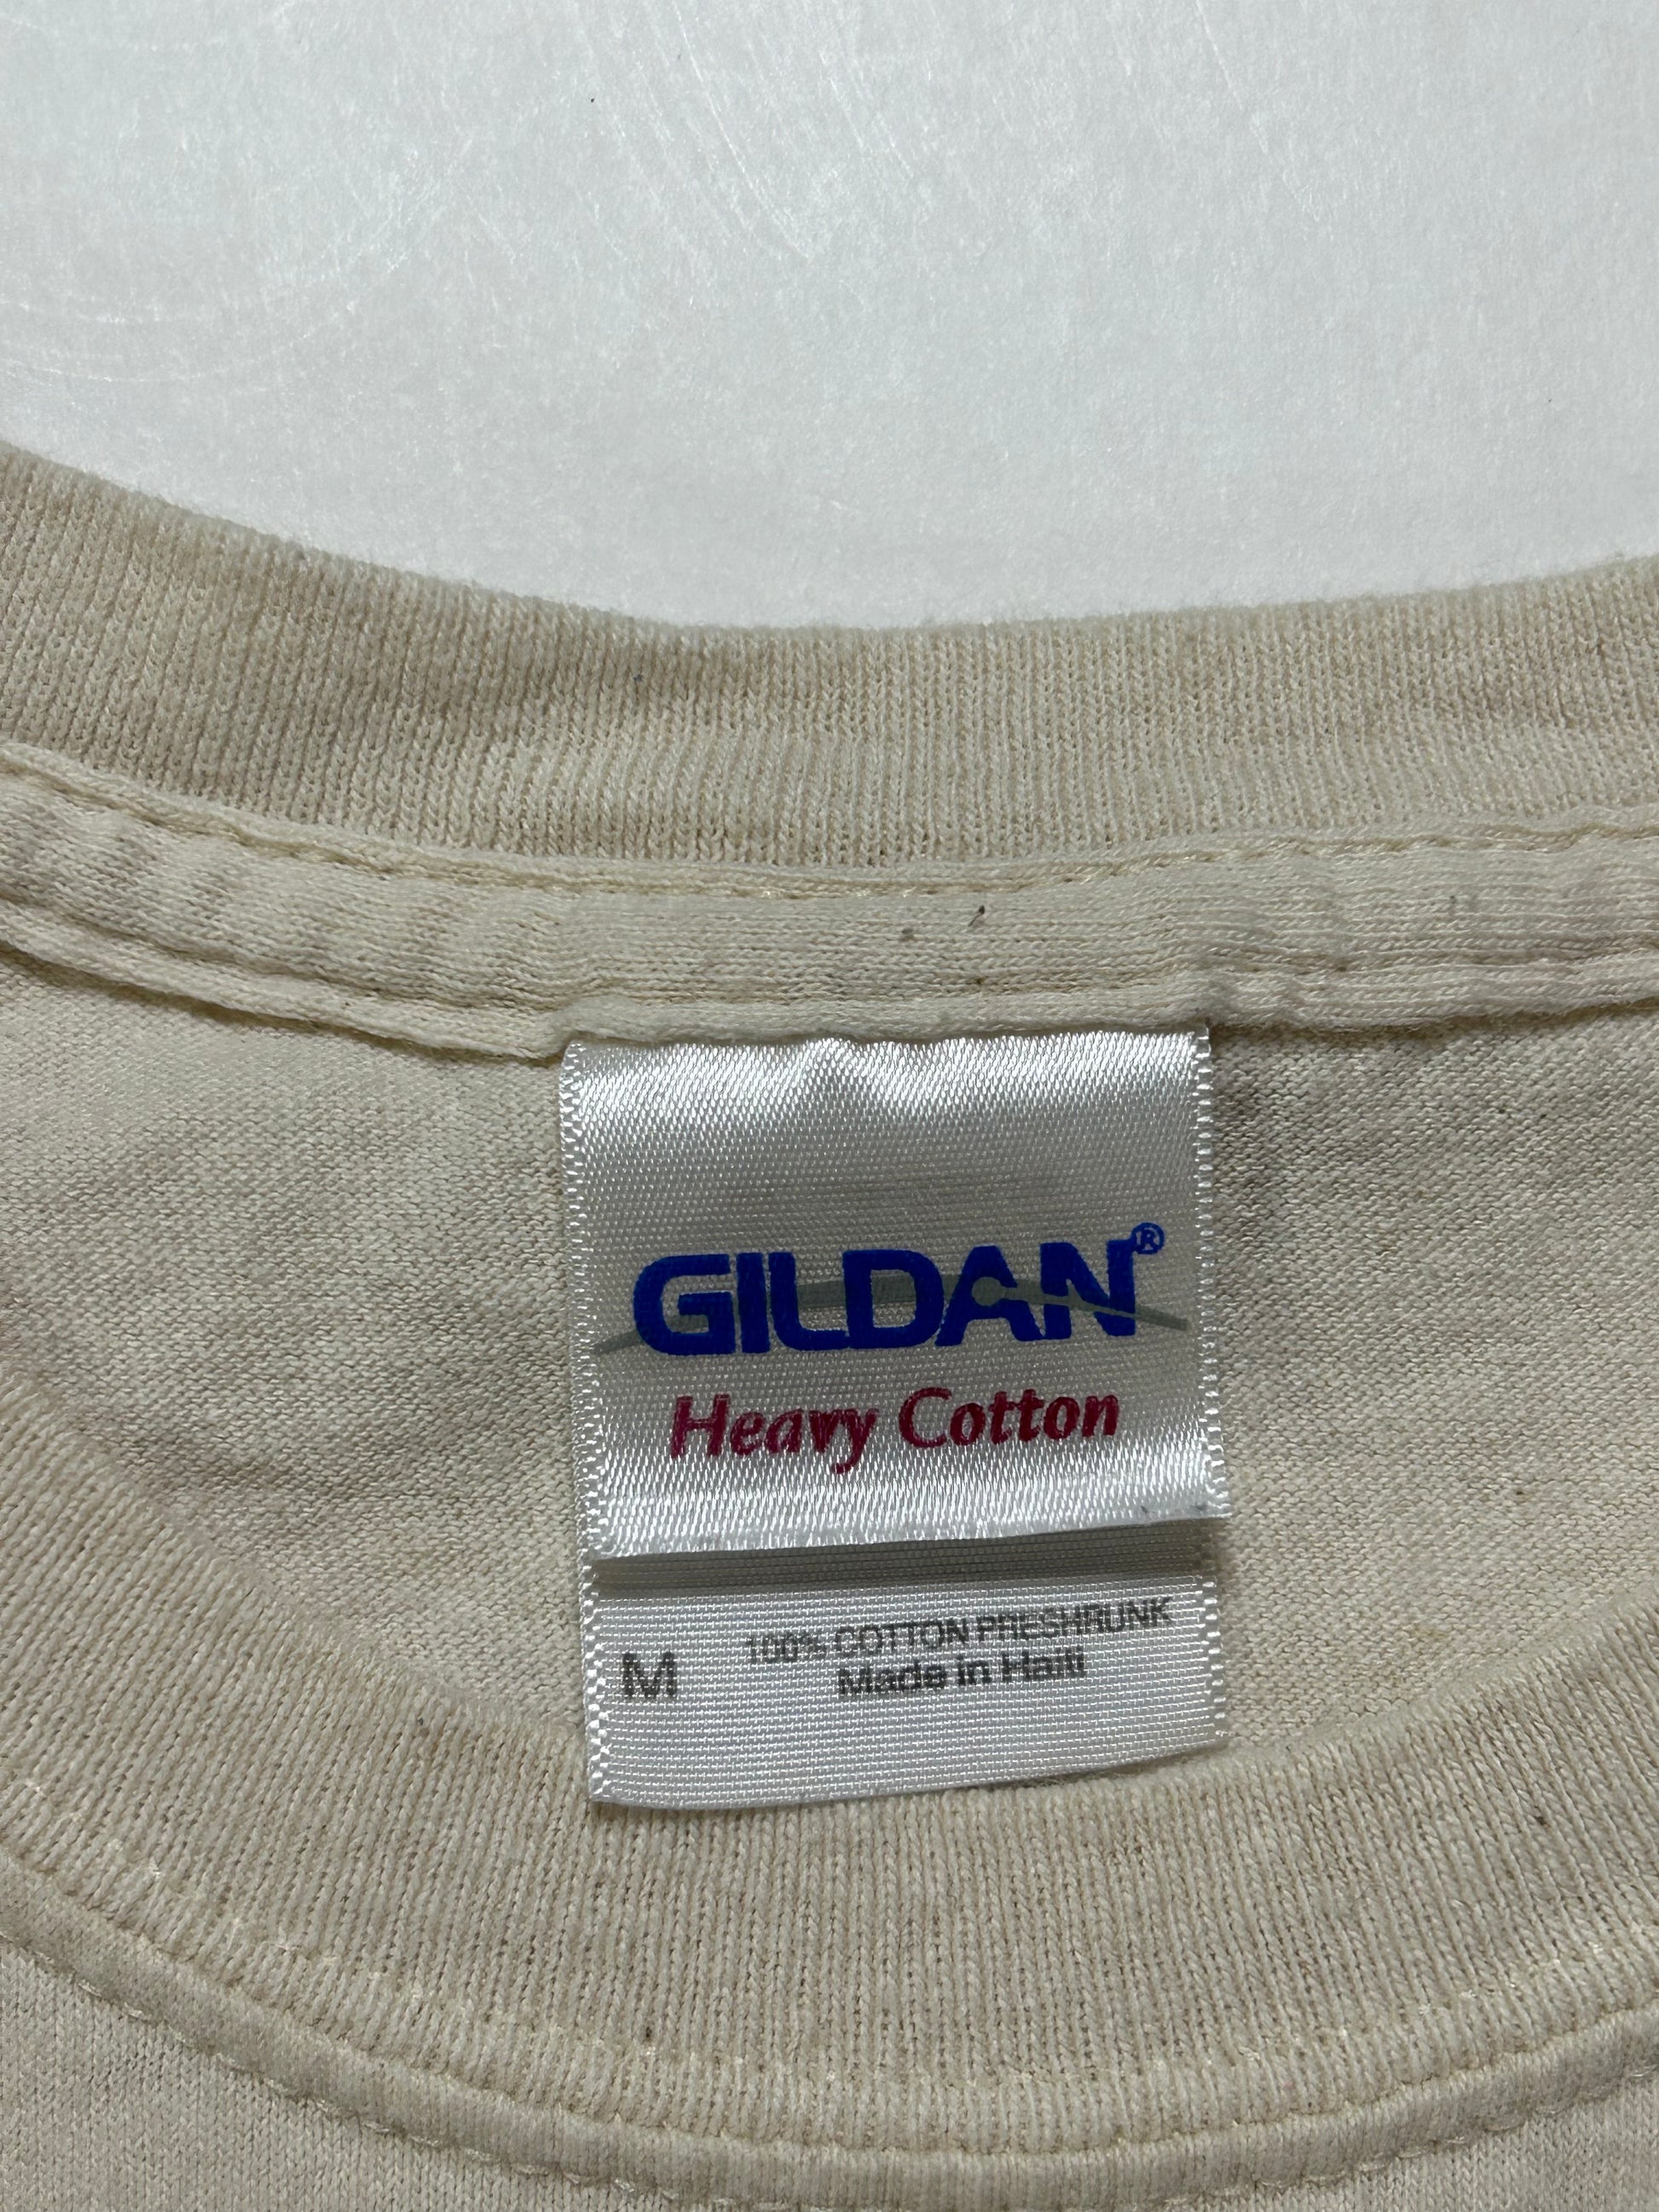 GILDAN®
Heavy Cotton
100% COTTON PRESHRUNK
M Made in Haiti